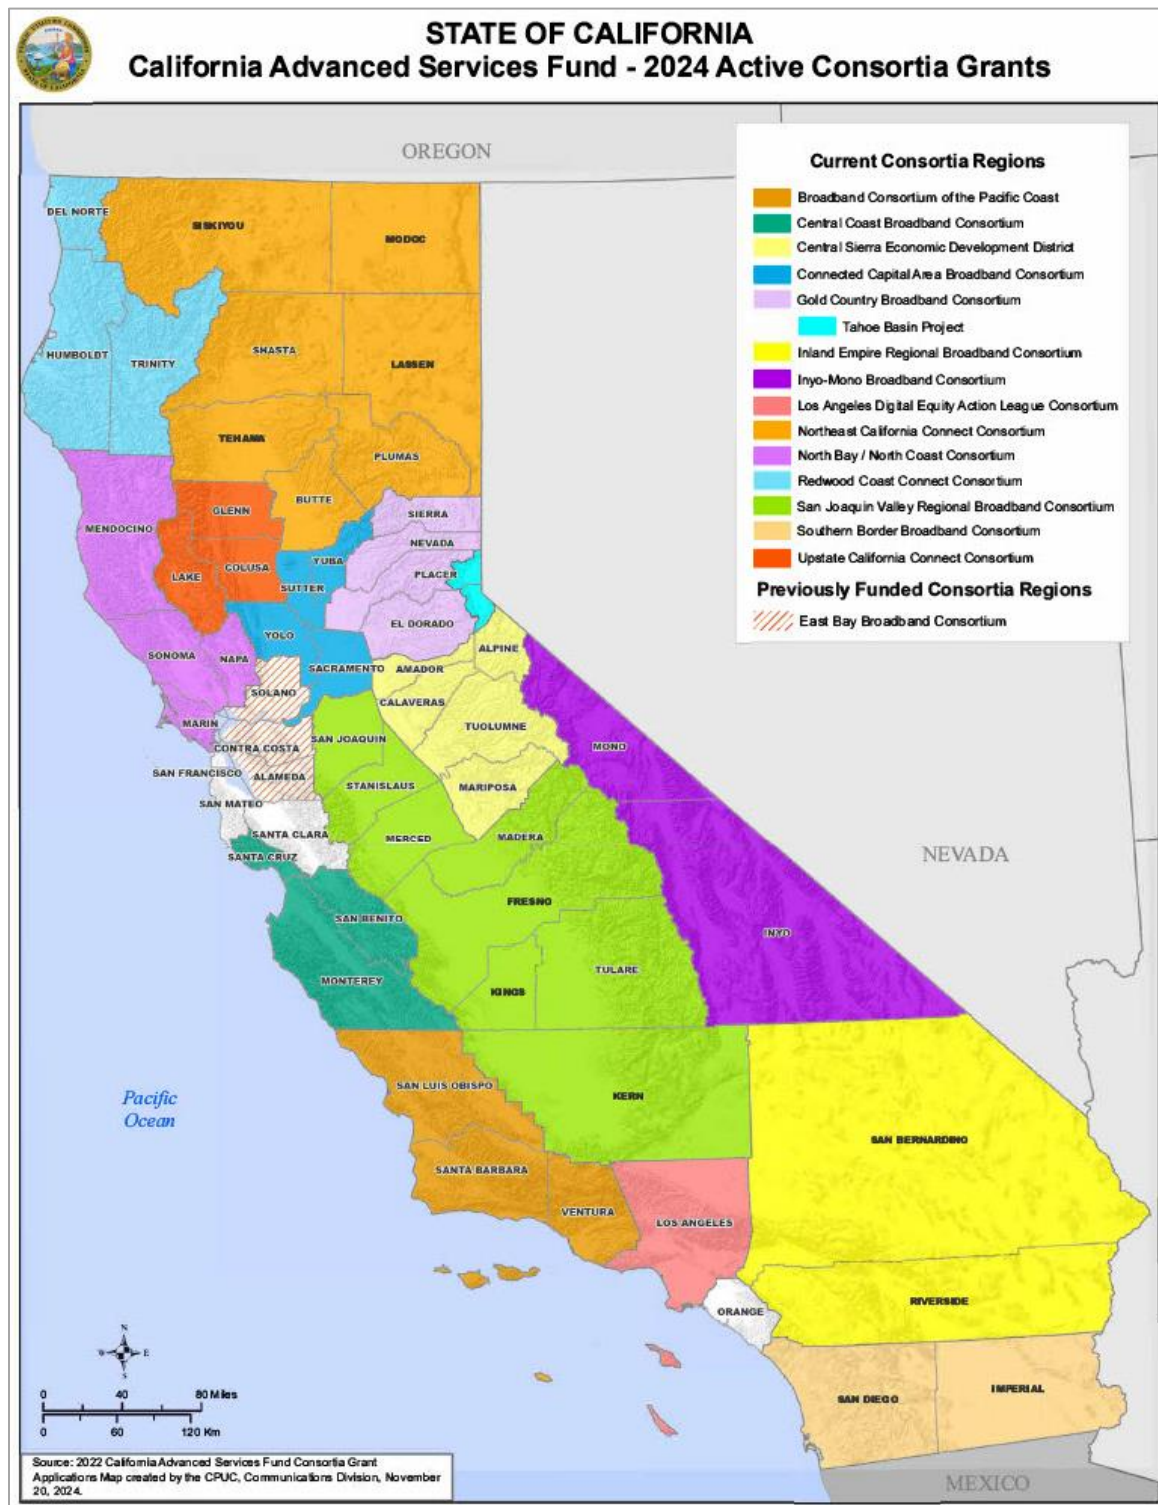 STATE OF CALIFORNIA
California Advanced Services Fund - 2024 Active Consortia Grants
OREGON
Current Consortia Regions
Broadband Consortium of the Pacific Coast
Central Coast Broadband Consortium
Central Sierra Economic Development District
Connected Capital Area Broadband Consortium
Gold Country Broadband Consortium
Tahoe Basin Project
Inland Empire Regional Broadband Consortium
Inyo-Mono Broadband Consortium
Los Angeles Digital Equity Action League Consortium
Northeast California Connect Consortium
North Bay / North Coast Consortium
Redwood Coast Connect Consortium
San Joaquin Valley Regional Broadband Consortium
Southern Border Broadband Consortium
Upstate California Connect Consortium
Previously Funded Consortia Regions
East Bay Broadband Consortium
DEL NORTE
SISKIYOU
MODOC
HUMBOLDT
TRINITY
SHASTA
LASSEN
TEHAMA
PLUMAS
BUTTE
GLENN
SIERRA
MENDOCINO
NEVADA
YUBA
COLUSA
LAKE
PLACER
SUTTER
EL DORADO
YOLO
ALPINE
SONOMA
NAPA
SACRAMENTO
AMADOR
SOLANO
CALAVERAS
MARIN
TUOLUMNE
SAN JOAQUIN
CONTRA COSTA
MONO
SAN FRANCISCO
ALAMEDA
STANISLAUS
MARIPOSA
SAN MATEO
SANTA CLARA
MERCED
MADERA
SANTA CRUZ
NEVADA
FRESNO
SAN BENITO
INYO
TULARE
MONTEREY
KINGS
SAN LUIS OBISPO
KERN
Pacific
Ocean
SAN BERNARDINO
SANTA BARBARA
VENTURA
LOS ANGELES
RIVERSIDE
ORANGE
SAN DIEGO
IMPERIAL
MEXICO
N
W E
S
0 40 80 Miles
0 60 120 Km
Source: 2022 California Advanced Services Fund Consortia Grant
Applications Map created by the CPUC, Communications Division, November
20, 2024.